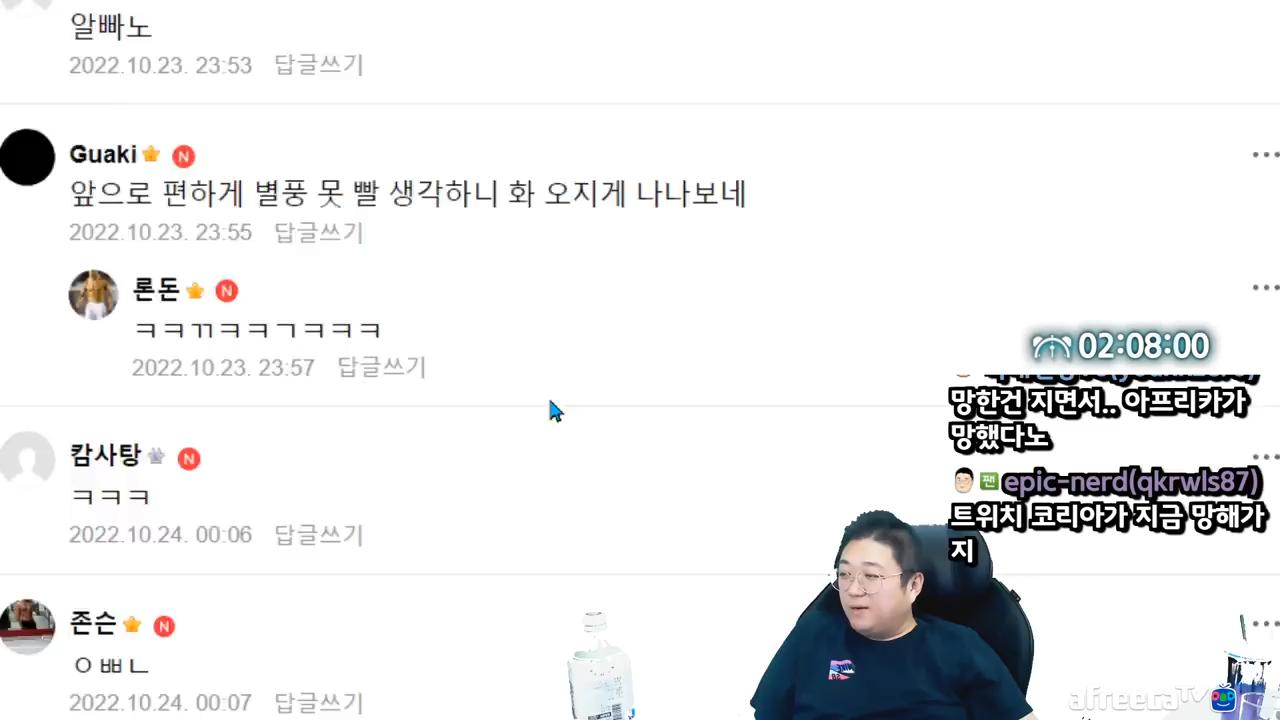 알빠노
2022.10.23. 23:53 답글쓰기
Guaki N
앞으로 편하게 별풍 못 빨 생각하니 화 오지게 나나보네
2022.10.23. 23:55 답글쓰기
론돈 N
ㅋㅋㄲㅋㅋㄱㅋㅋㅋ
2022.10.23. 23:57 답글쓰기
02:08:00
망한건 지면서.. 아프리카가
망했다노
캄사탕 N
ㅋㅋㅋ
2022.10.24. 00:06 답글쓰기
팬 epic-nerd(qkrwls87)
트위치 코리아가 지금 망해가
지
존슨 N
ㅇㅃㄴ
2022.10.24. 00:07 답글쓰기
afreecaTV